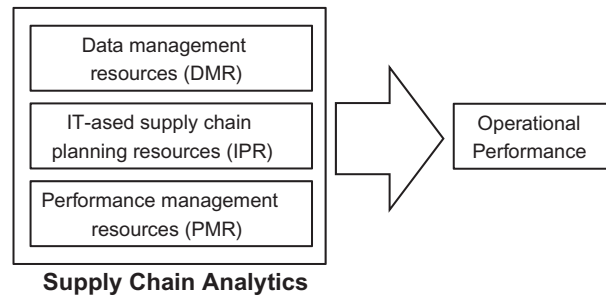 Data management
resources (DMR)
IT-ased supply chain
planning resources (IPR)
Performance management
resources (PMR)
Supply Chain Analytics
Operational
Performance